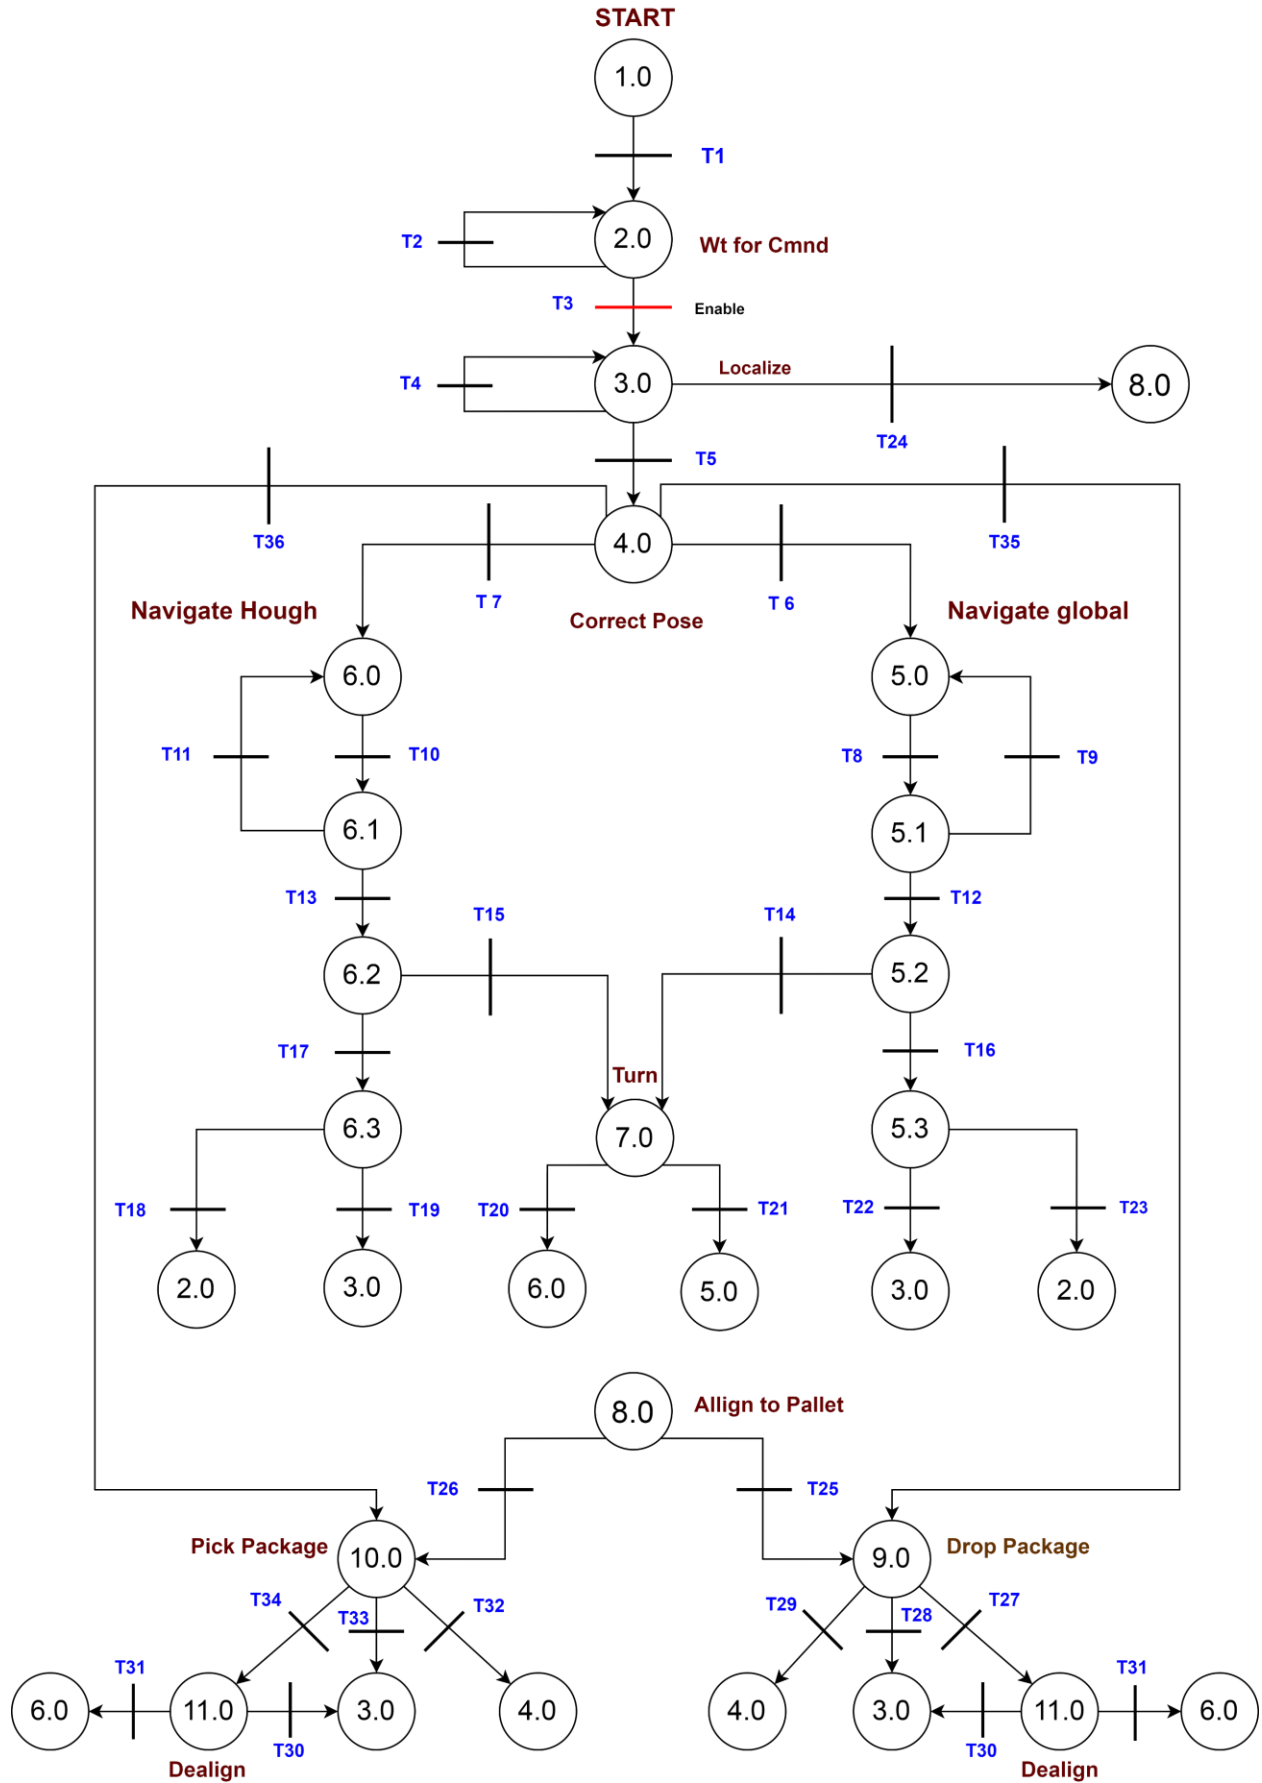 START
1.0
T1
T2
2.0
Wt for Cmnd
T3
Enable
T4
3.0
Localize
8.0
T24
T5
T36
4.0
T35
T 7
T 6
Navigate Hough
Correct Pose
Navigate global
6.0
5.0
T11
T10
T8
T9
6.1
5.1
T13
T15
T14
T12
6.2
5.2
T17
T16
Turn
6.3
7.0
5.3
T18
T19
T20
T21
T22
T23
2.0
3.0
6.0
5.0
3.0
2.0
8.0
Allign to Pallet
T26
T25
Pick Package
10.0
9.0
Drop Package
T34
T33
T32
T29
T28
T27
T31
T31
6.0
11.0
3.0
4.0
4.0
3.0
11.0
6.0
T30
T30
Dealign
Dealign